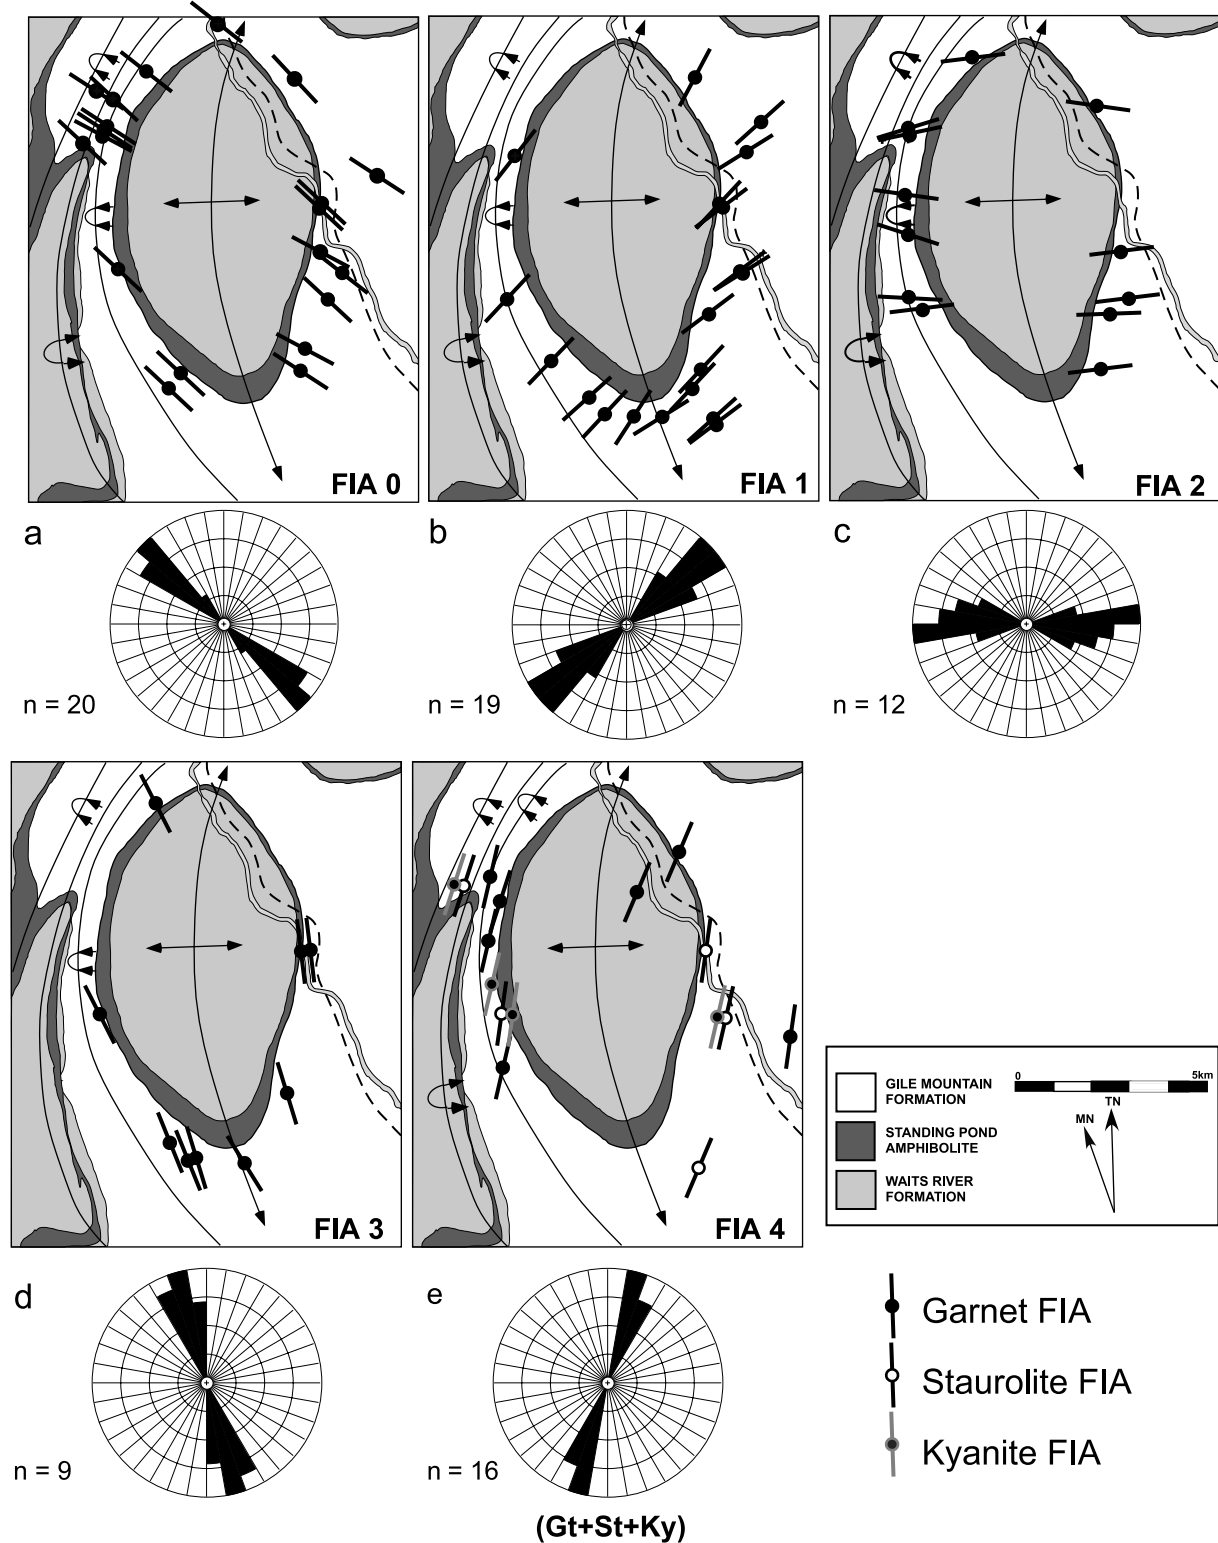 FIA 0
FIA 1
FIA 2
a
b
c
n = 20
n = 19
n = 12
FIA 3
FIA 4
0
5km
TN
MN
GILE MOUNTAIN
FORMATION
STANDING POND
AMPHIBOLITE
WAITS RIVER
FORMATION
d
e
n = 9
n = 16
Garnet FIA
Staurolite FIA
Kyanite FIA
(Gt+St+Ky)